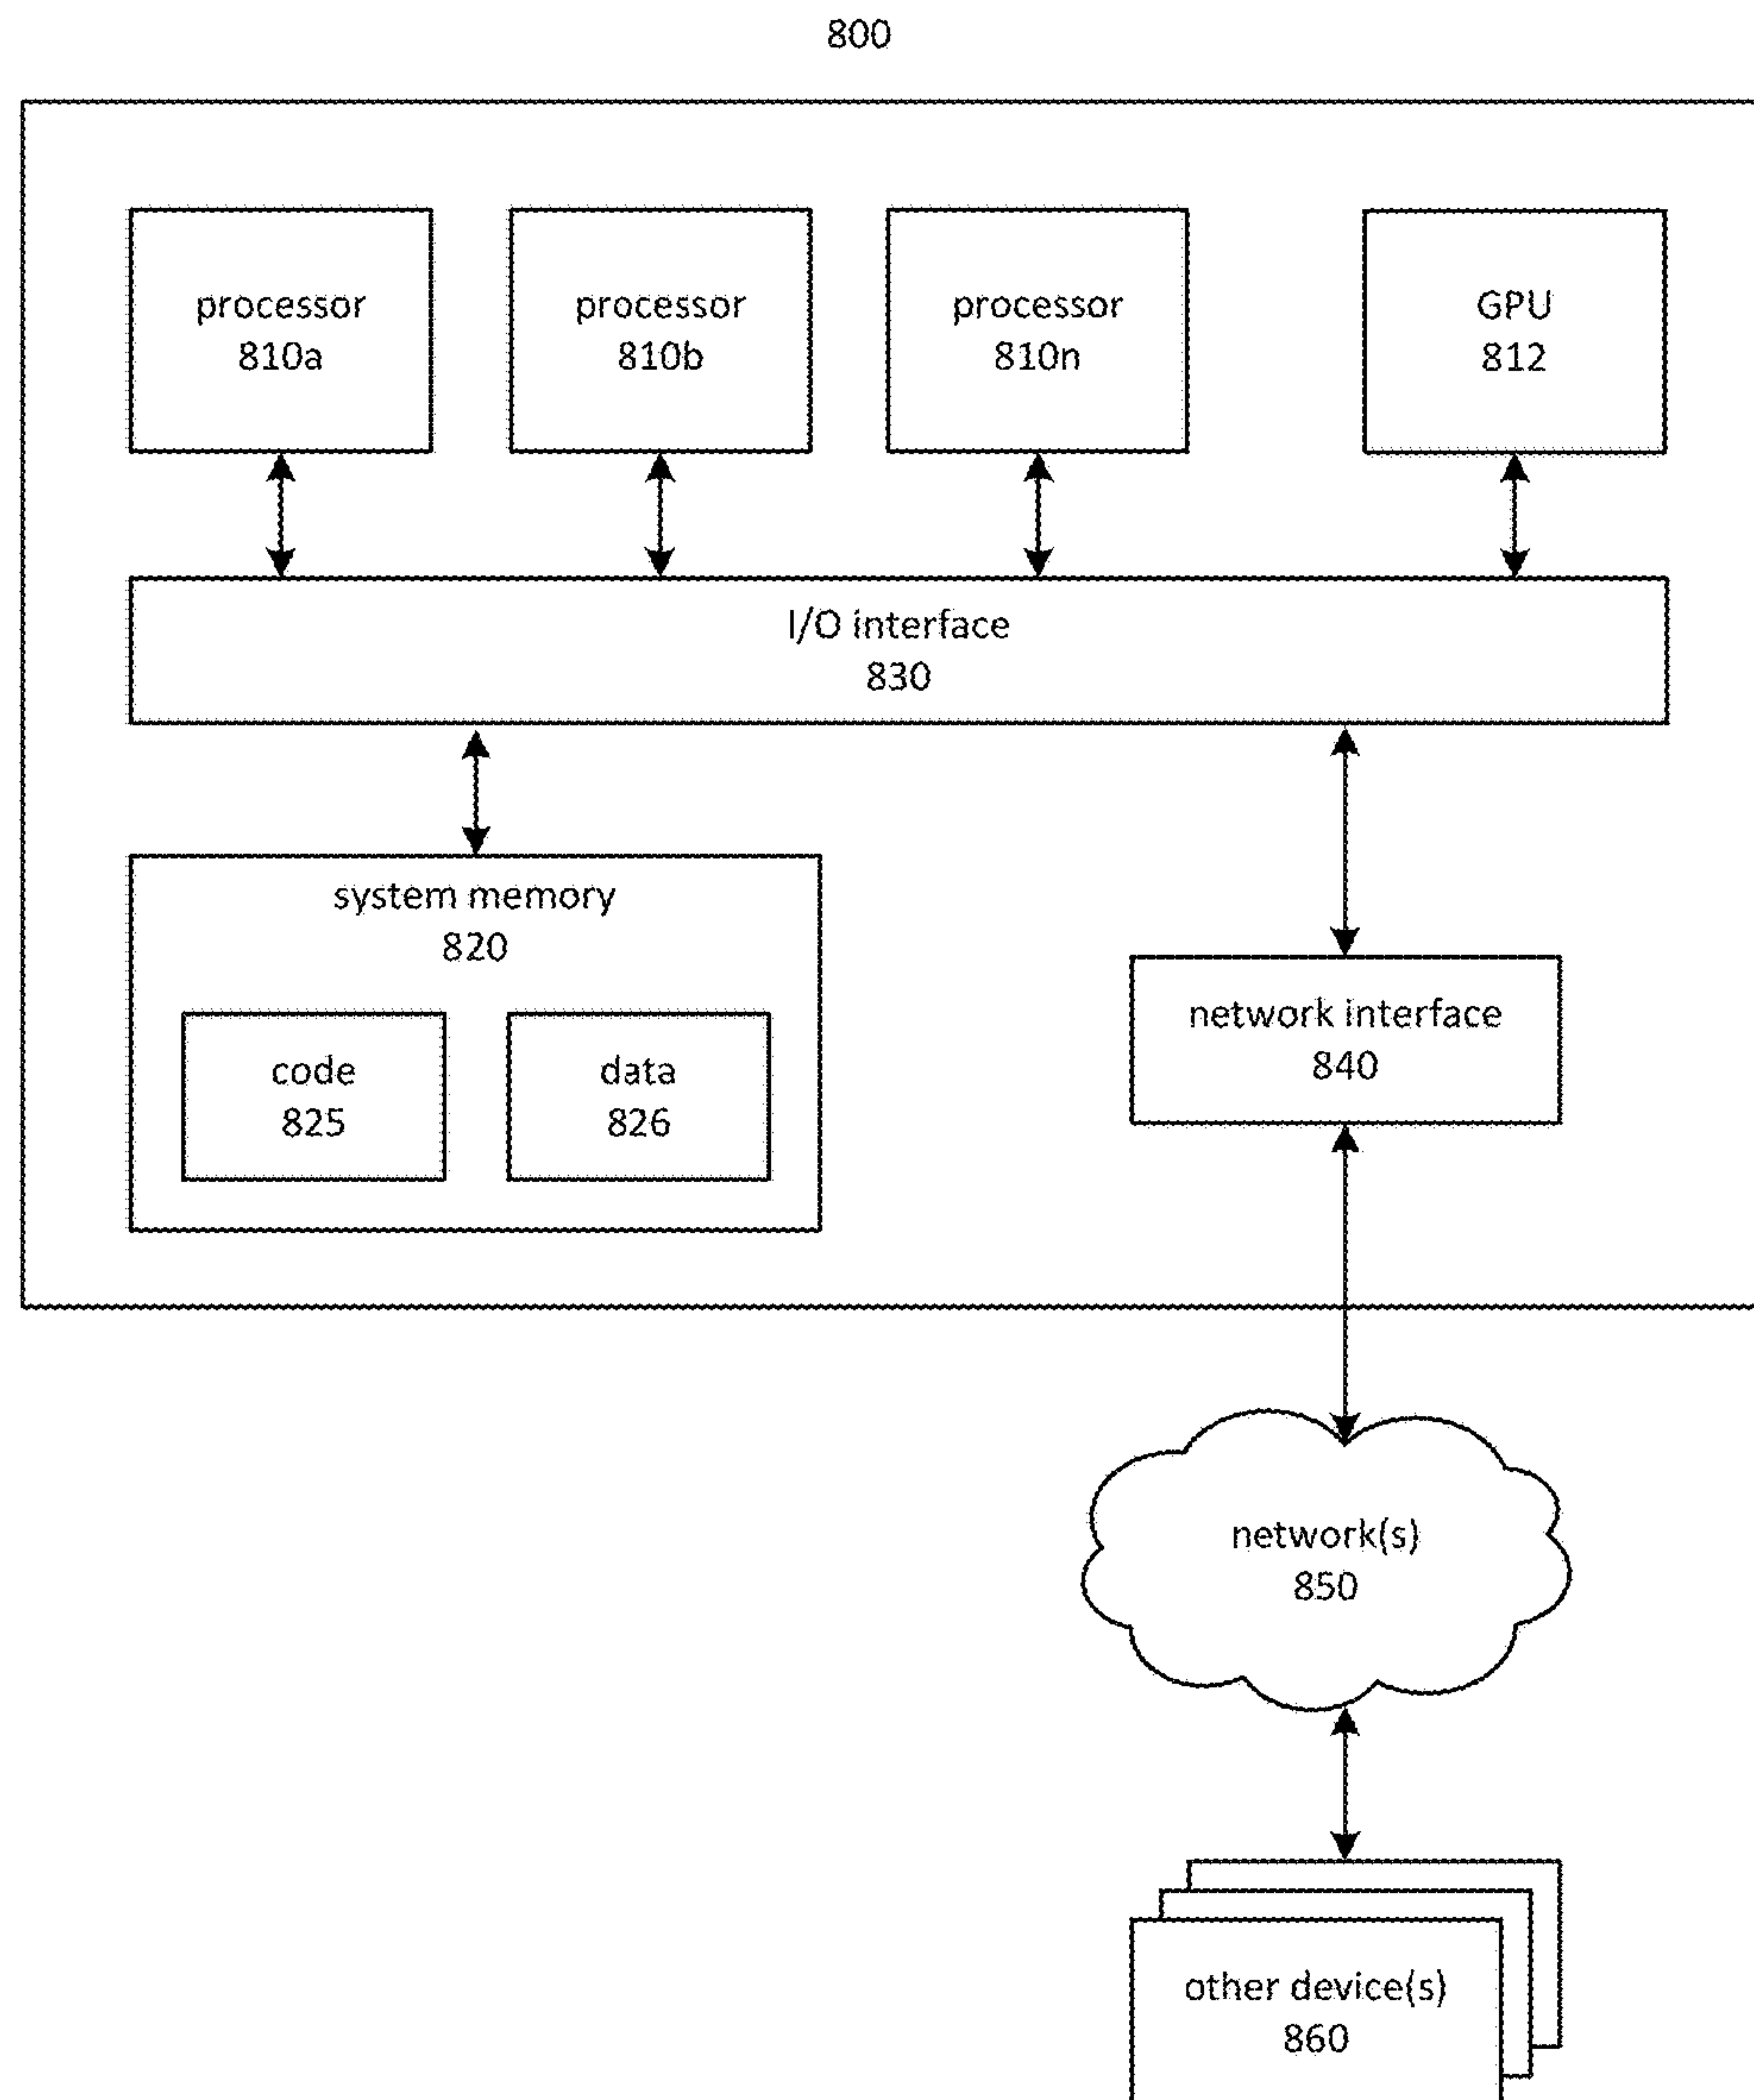 800
processor
810a
processor
810b
processor
810n
GPU
812
I/O interface
830
system memory
820
code
825
data
826
network interface
840
network(s)
850
other device(s)
860